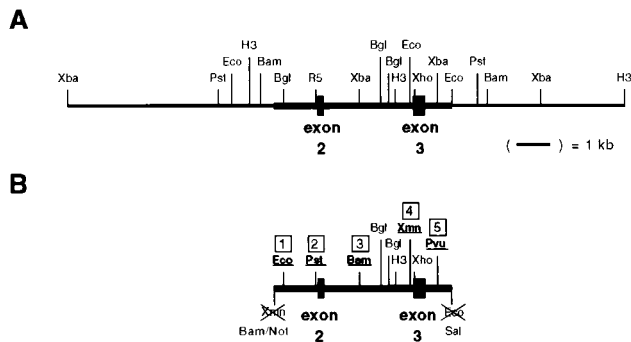 A
H3
Bgl
Eco
Eco
Bam
Bgl
Xba
Pst
Xba
Pst
Bgl
R5
Xba
H3
Xho
Eco
Bam
Xba
H3
exon
2
exon
3
( ) = 1 kb
B
4
Bgl
Xmn
1
2
3
5
Eco
Pst
Bam
Bgl
Pvu
H3
Xho
Xmn
Bam/Not
exon
2
exon
3
Eco
Sal